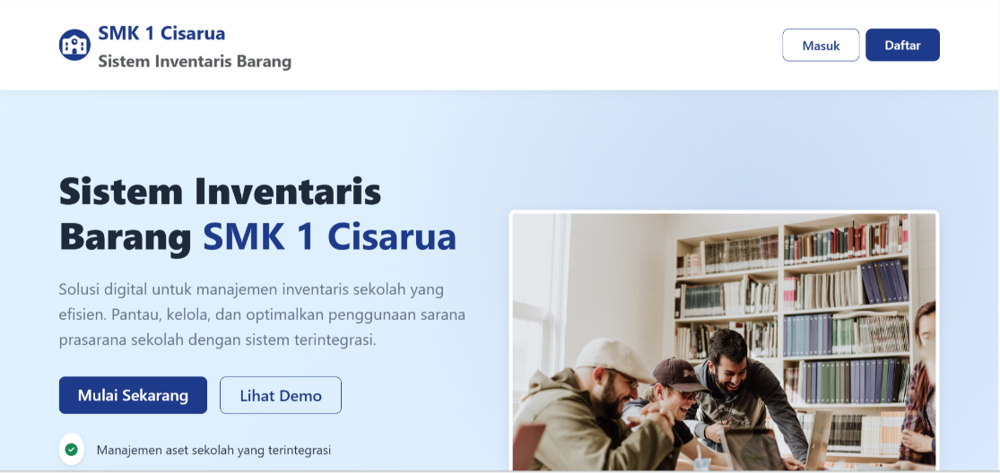 SMK 1 Cisarua
Sistem Inventaris Barang
Masuk
Daftar
Sistem Inventaris
Barang SMK 1 Cisarua
Solusi digital untuk manajemen inventaris sekolah yang
efisien. Pantau, kelola, dan optimalkan penggunaan sarana
prasarana sekolah dengan sistem terintegrasi.
Mulai Sekarang
Lihat Demo
Manajemen aset sekolah yang terintegrasi